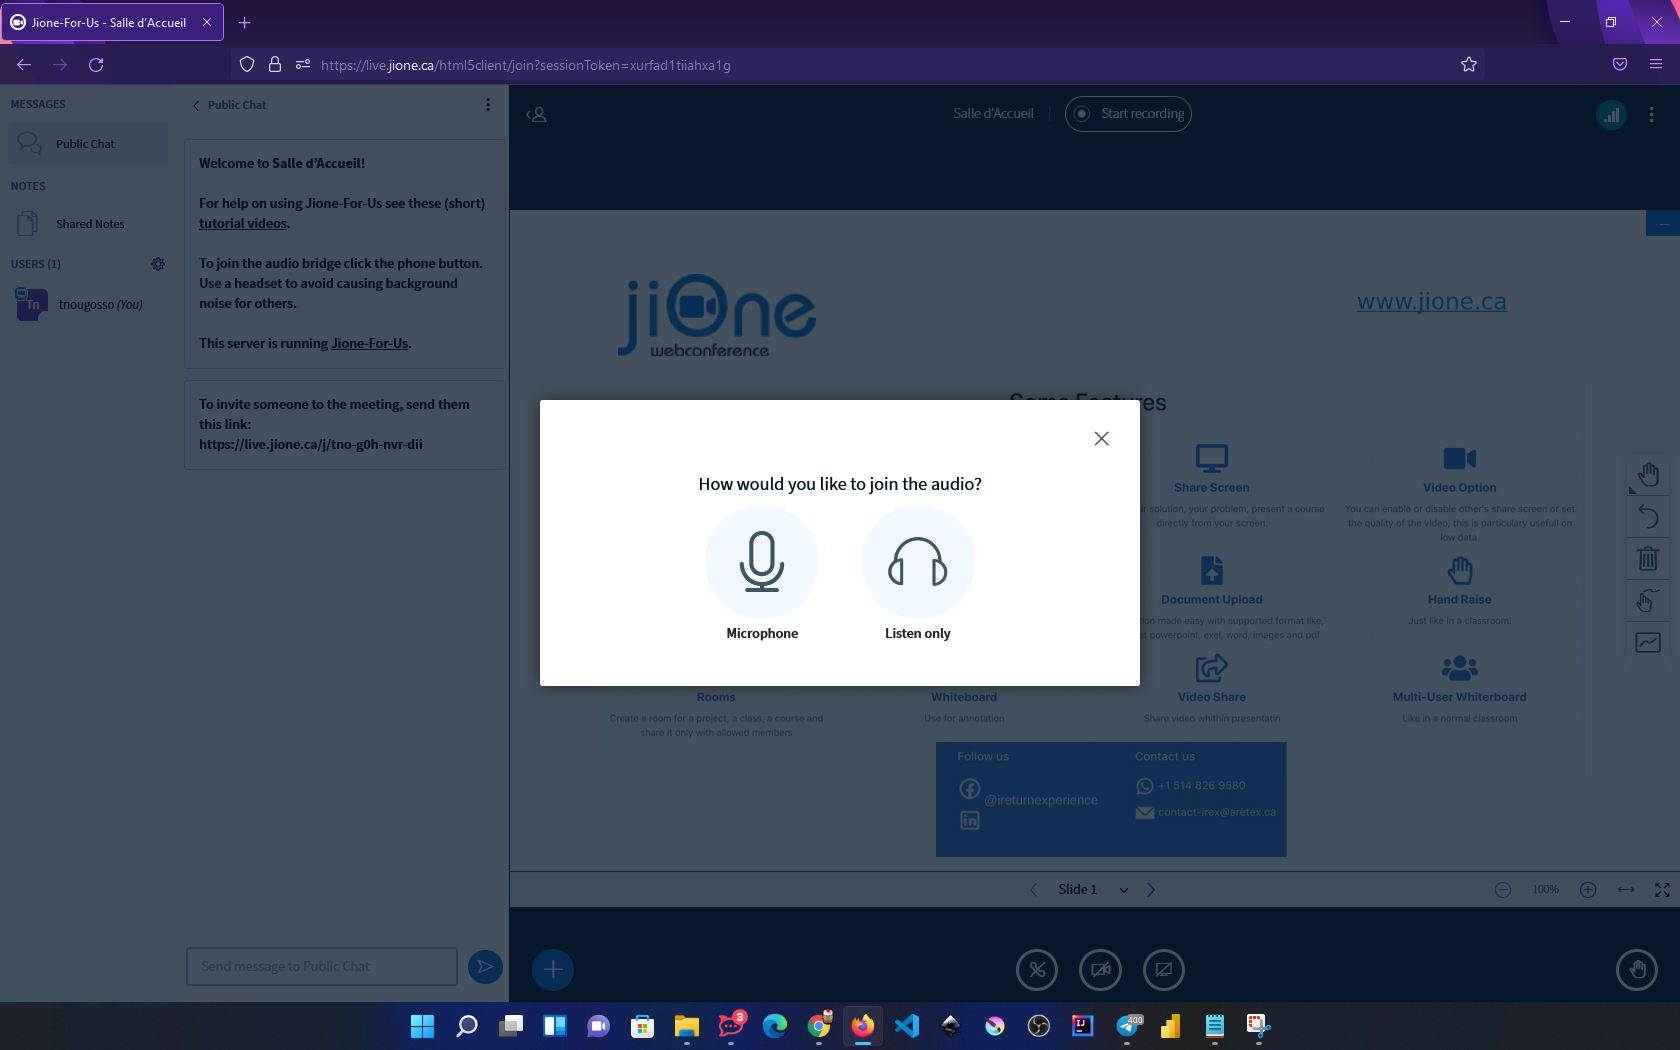 Jione-For-Us - Salle d'Accueil
https://live.jione.ca/html5client/join?sessionToken=xurfad1tiiahxa1g
MESSAGES
Public Chat
NOTES
Shared Notes
USERS (1)
Tn
tnougosso (You)
Public Chat
Welcome to Salle d'Accueil!
For help on using Jione-For-Us see these (short)
tutorial videos.
To join the audio bridge click the phone button.
Use a headset to avoid causing background
noise for others.
This server is running Jione-For-Us.
To invite someone to the meeting, send them
this link:
https://live.jione.ca/j/tno-g0h-nvr-dii
Send message to Public Chat
Salle d'Accueil
Start recording
jiOne
webconference
www.jione.ca
How would you like to join the audio?
Microphone
Listen only
Share Screen
solution, your problem, present a course
directly from your screen.
Video Option
You can enable or disable other's share screen or set
the quality of the video, this is particulary usefull on
low data.
Document Upload
made easy with supported format like,
powerpoint, exel, word, images and pdf
Hand Raise
Just like in a classroom.
Rooms
Create a room for a project, a class, a course and
share it only with allowed members
Whiteboard
Use for annotation
Video Share
Share video whithin presentatin
Multi-User Whiterboard
Like in a normal classroom
Follow us
@ireturnexperience
in
Contact us
+1 514 826 9580
contact-irex@aretex.ca
Slide 1
100%
3
IJ
400